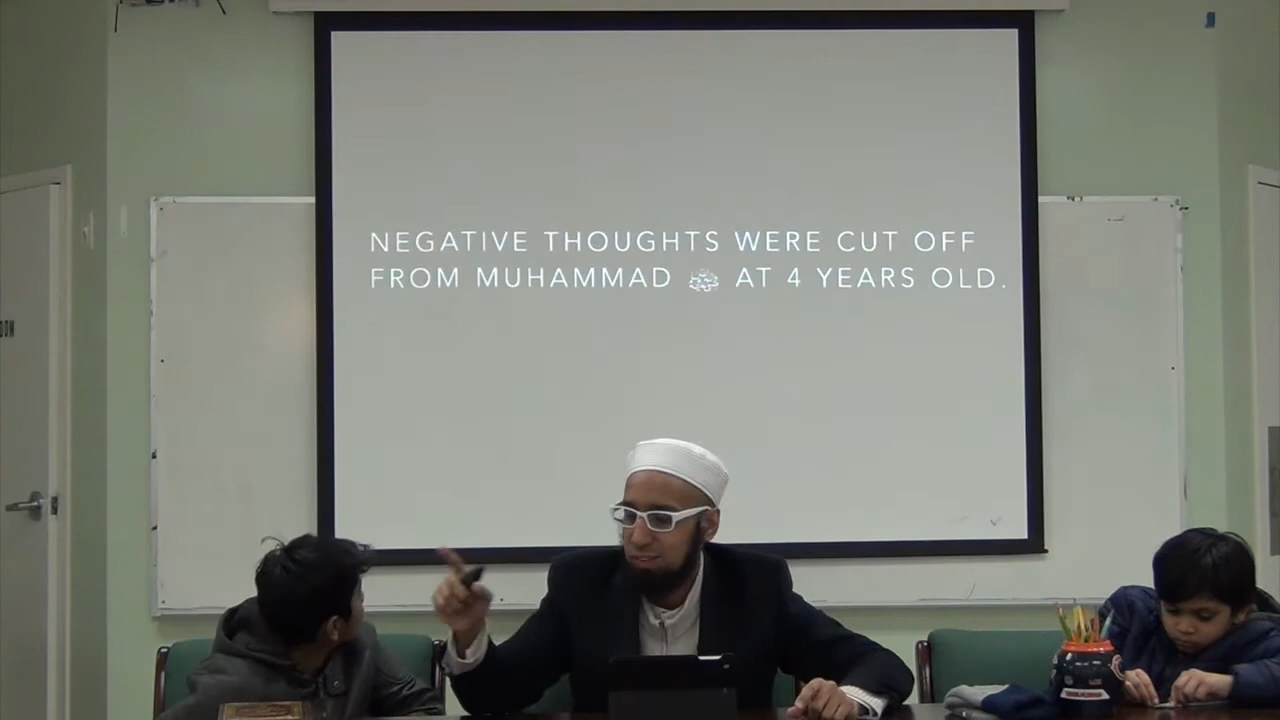 NEGATIVE THOUGHTS WERE CUT OFF
FROM MUHAMMAD ﷺ AT 4 YEARS OLD.